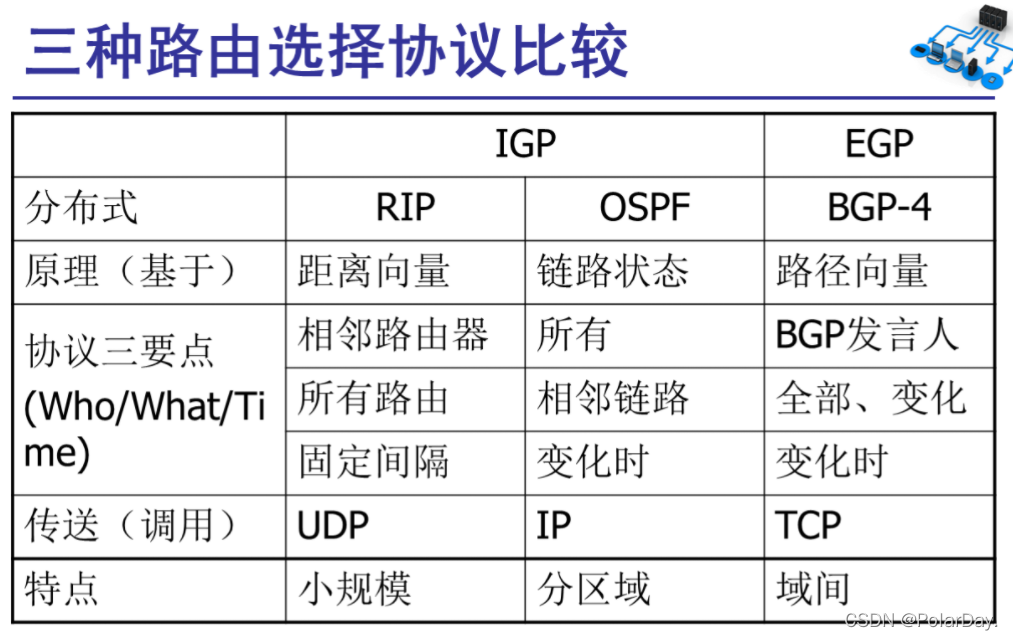 三种路由选择协议比较
IGP EGP
分布式 RIP OSPF BGP-4
原理（基于） 距离向量 链路状态 路径向量
协议三要点
(Who/What/Ti
me)
相邻路由器 所有 BGP发言人
所有路由 相邻链路 全部、变化
固定间隔 变化时 变化时
传送（调用） UDP IP TCP
特点 小规模 分区域 域间
CSDN @PolarDay.